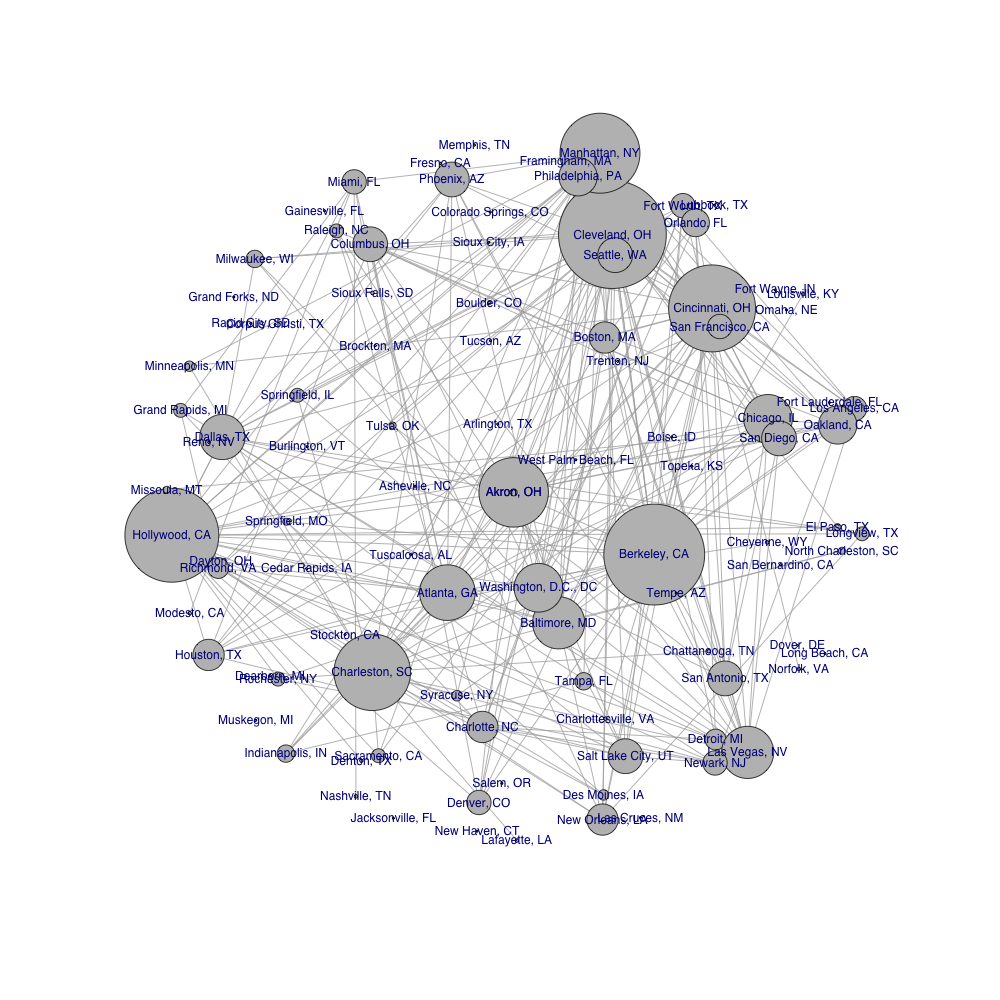 Memphis, TN
Manhattan, NY
Framingham, MA
Fresno, CA
Philadelphia, PA
Phoenix, AZ
Miami, FL
Fort Worth, TX
Lubbock, TX
Gainesville, FL
Colorado Springs, CO
Orlando, FL
Raleigh, NC
Cleveland, OH
Columbus, OH
Sioux City, IA
Seattle, WA
Milwaukee, WI
Fort Wayne, IN
Sioux Falls, SD
Louisville, KY
Grand Forks, ND
Boulder, CO
Cincinnati, OH
Omaha, NE
Rapid City, SD
Corpus Christi, TX
San Francisco, CA
Boston, MA
Tucson, AZ
Brockton, MA
Trenton, NJ
Minneapolis, MN
Springfield, IL
Fort Lauderdale, FL
Los Angeles, CA
Grand Rapids, MI
Chicago, IL
Tulsa, OK
Arlington, TX
Oakland, CA
Dallas, TX
Boise, ID
San Diego, CA
Reno, NV
Burlington, VT
West Palm Beach, FL
Topeka, KS
Asheville, NC
Missoula, MT
Akron, OH
Springfield, MO
El Paso, TX
Longview, TX
Hollywood, CA
Cheyenne, WY
North Charleston, SC
Tuscaloosa, AL
Berkeley, CA
Dayton, OH
San Bernardino, CA
Richmond, VA
Cedar Rapids, IA
Washington, D.C., DC
Atlanta, GA
Tempe, AZ
Modesto, CA
Baltimore, MD
Stockton, CA
Dover, DE
Chattanooga, TN
Long Beach, CA
Houston, TX
Norfolk, VA
Charleston, SC
Dearborn, MI
Rochester, NY
San Antonio, TX
Tampa, FL
Syracuse, NY
Muskegon, MI
Charlottesville, VA
Charlotte, NC
Detroit, MI
Las Vegas, NV
Indianapolis, IN
Sacramento, CA
Salt Lake City, UT
Denton, TX
Newark, NJ
Salem, OR
Nashville, TN
Des Moines, IA
Denver, CO
Jacksonville, FL
New Orleans, LA
Las Cruces, NM
New Haven, CT
Lafayette, LA